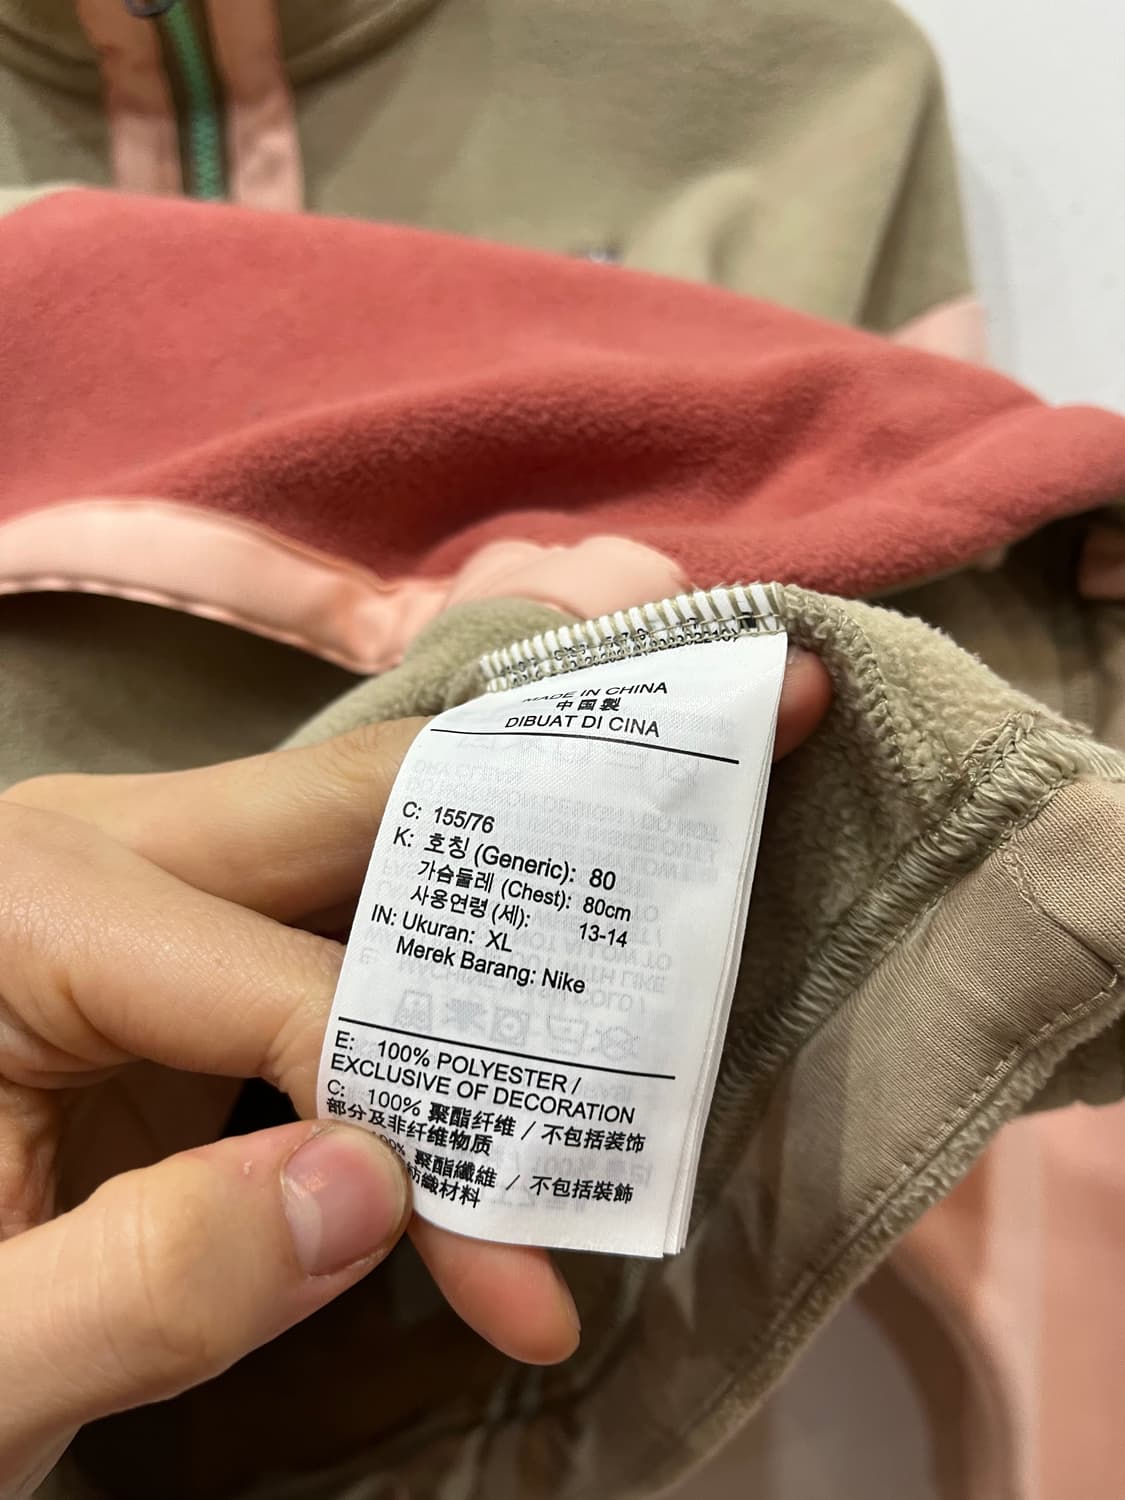 MADE IN CHINA
中国製
DIBUAT DI CINA
C: 155/76
K: 호칭 (Generic): 80
가슴둘레 (Chest): 80cm
사용연령 (세): 13-14
IN: Ukuran: XL
Merek Barang: Nike
E: 100% POLYESTER /
EXCLUSIVE OF DECORATION
C: 100% 聚酯纤维 / 不包括装饰
部分及非纤维物质
100% 聚酯纖維 / 不包括裝飾
紡織材料